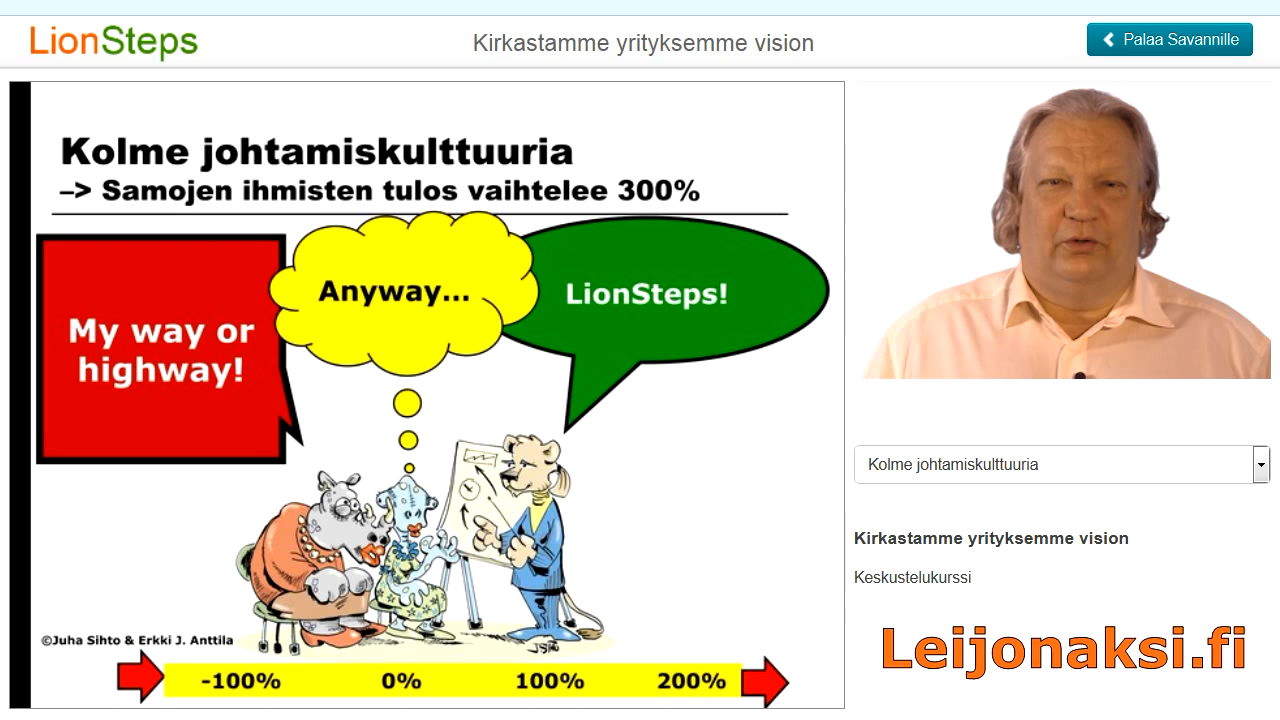 LionSteps
Kirkastamme yrityksemme vision
Palaa Savannille
Kolme johtamiskulttuuria
–> Samojen ihmisten tulos vaihtelee 300%
My way or
highway!
Anyway...
LionSteps!
©Juha Sihto & Erkki J. Anttila
-100%
0%
100%
200%
Kolme johtamiskulttuuria
Kirkastamme yrityksemme vision
Keskustelukurssi
Leijonaksi.fi